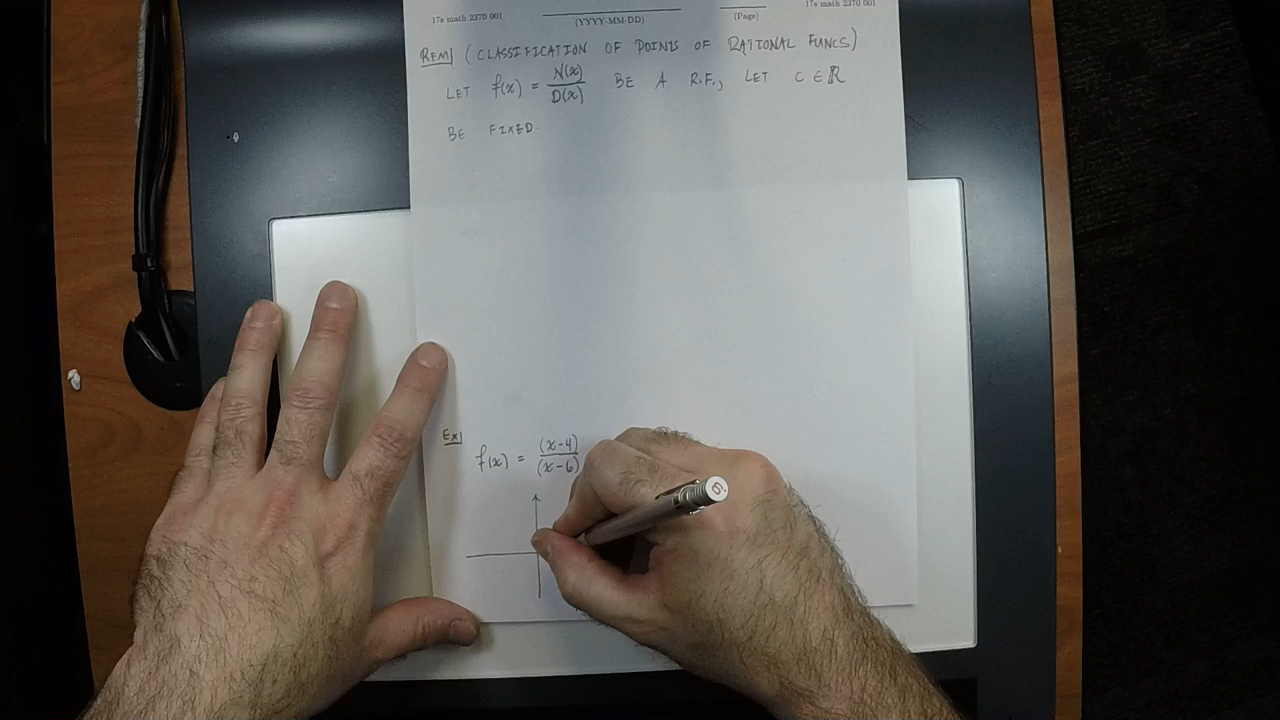 17s math 2370 001 (YYYY-MM-DD) (Page) 17s math 2370 001
REM (CLASSIFICATION OF POINTS OF RATIONAL FUNCS)
LET f(x) = N(x)/D(x) BE A R.F., LET C ∈ ℝ
BE FIXED.
Ex
f(x) = (x-4)/(x-6)
6